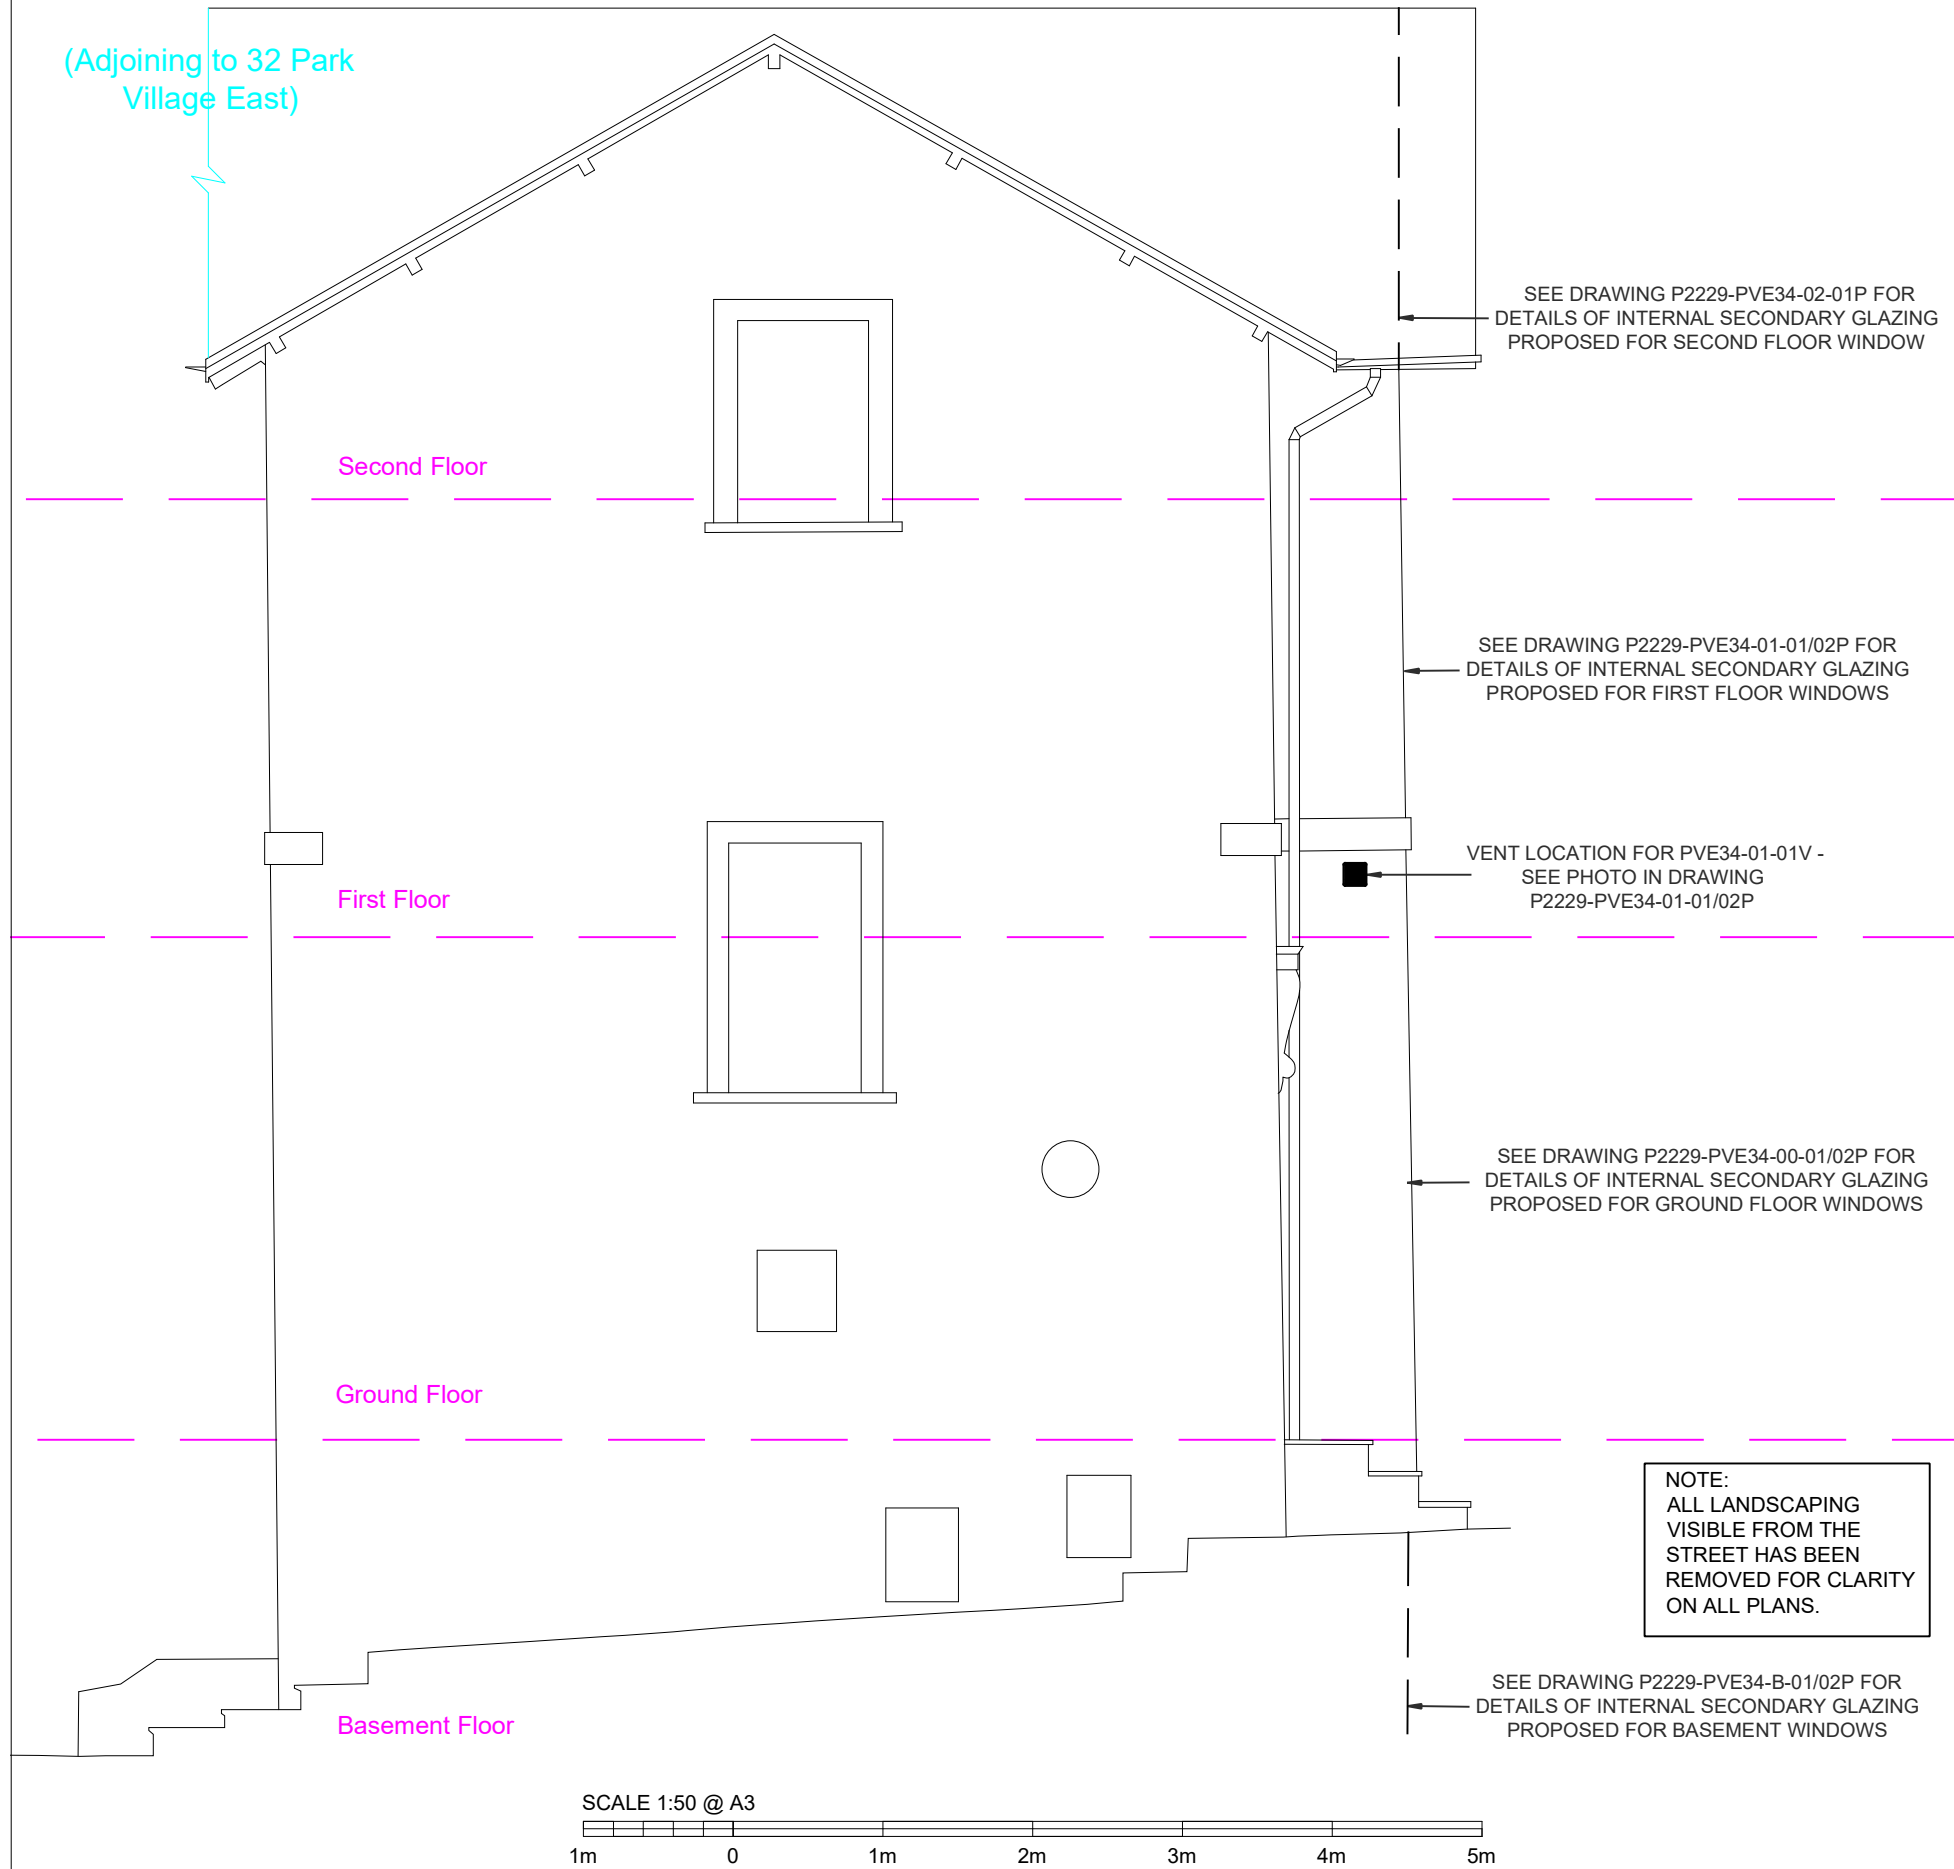 (Adjoining to 32 Park
Village East)
SEE DRAWING P2229-PVE34-02-01P FOR
DETAILS OF INTERNAL SECONDARY GLAZING
PROPOSED FOR SECOND FLOOR WINDOW
Second Floor
SEE DRAWING P2229-PVE34-01-01/02P FOR
DETAILS OF INTERNAL SECONDARY GLAZING
PROPOSED FOR FIRST FLOOR WINDOWS
VENT LOCATION FOR PVE34-01-01V -
SEE PHOTO IN DRAWING
P2229-PVE34-01-01/02P
First Floor
SEE DRAWING P2229-PVE34-00-01/02P FOR
DETAILS OF INTERNAL SECONDARY GLAZING
PROPOSED FOR GROUND FLOOR WINDOWS
Ground Floor
NOTE:
ALL LANDSCAPING
VISIBLE FROM THE
STREET HAS BEEN
REMOVED FOR CLARITY
ON ALL PLANS.
SEE DRAWING P2229-PVE34-B-01/02P FOR
DETAILS OF INTERNAL SECONDARY GLAZING
PROPOSED FOR BASEMENT WINDOWS
Basement Floor
SCALE 1:50 @ A3
1m 0 1m 2m 3m 4m 5m